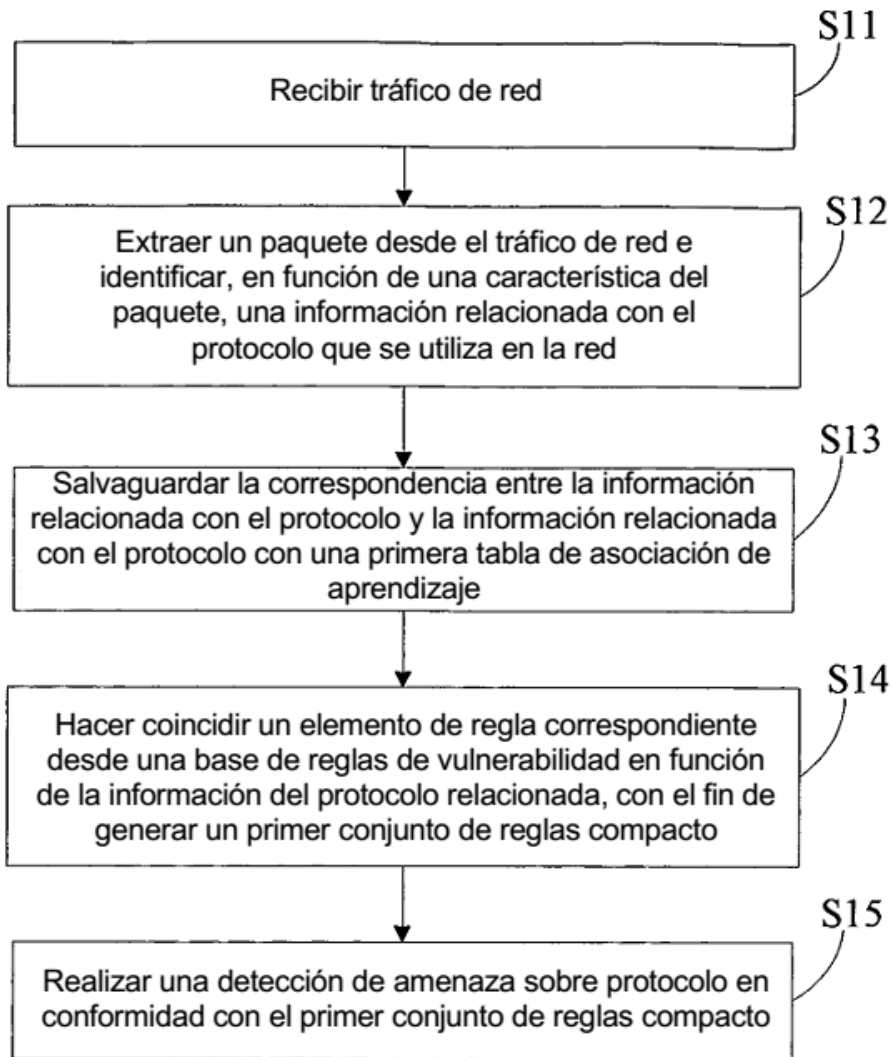 S11
Recibir tráfico de red
S12
Extraer un paquete desde el tráfico de red e
identificar, en función de una característica del
paquete, una información relacionada con el
protocolo que se utiliza en la red
S13
Salvaguardar la correspondencia entre la información
relacionada con el protocolo y la información relacionada
con el protocolo con una primera tabla de asociación de
aprendizaje
S14
Hacer coincidir un elemento de regla correspondiente
desde una base de reglas de vulnerabilidad en función
de la información del protocolo relacionada, con el fin de
generar un primer conjunto de reglas compacto
S15
Realizar una detección de amenaza sobre protocolo en
conformidad con el primer conjunto de reglas compacto